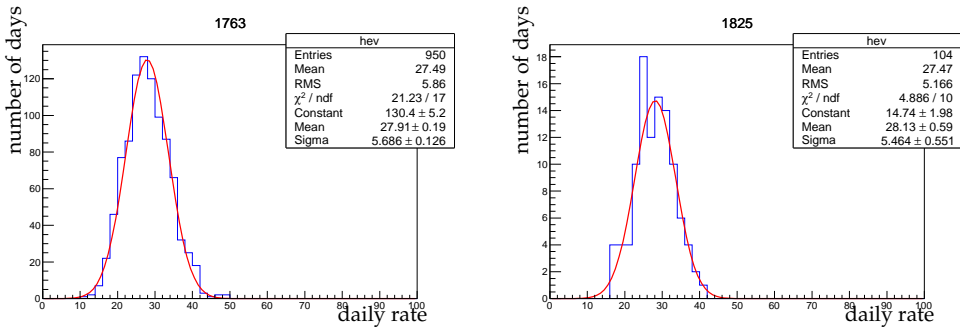 1763
number of days
hev
Entries 950
Mean 27.49
RMS 5.86
χ² / ndf 21.23 / 17
Constant 130.4 ± 5.2
Mean 27.91 ± 0.19
Sigma 5.686 ± 0.126
120
100
80
60
40
20
0
0 10 20 30 40 50 60 70 80 90 100
daily rate
1825
number of days
hev
Entries 104
Mean 27.47
RMS 5.166
χ² / ndf 4.886 / 10
Constant 14.74 ± 1.98
Mean 28.13 ± 0.59
Sigma 5.464 ± 0.551
18
16
14
12
10
8
6
4
2
0
0 10 20 30 40 50 60 70 80 90 100
daily rate